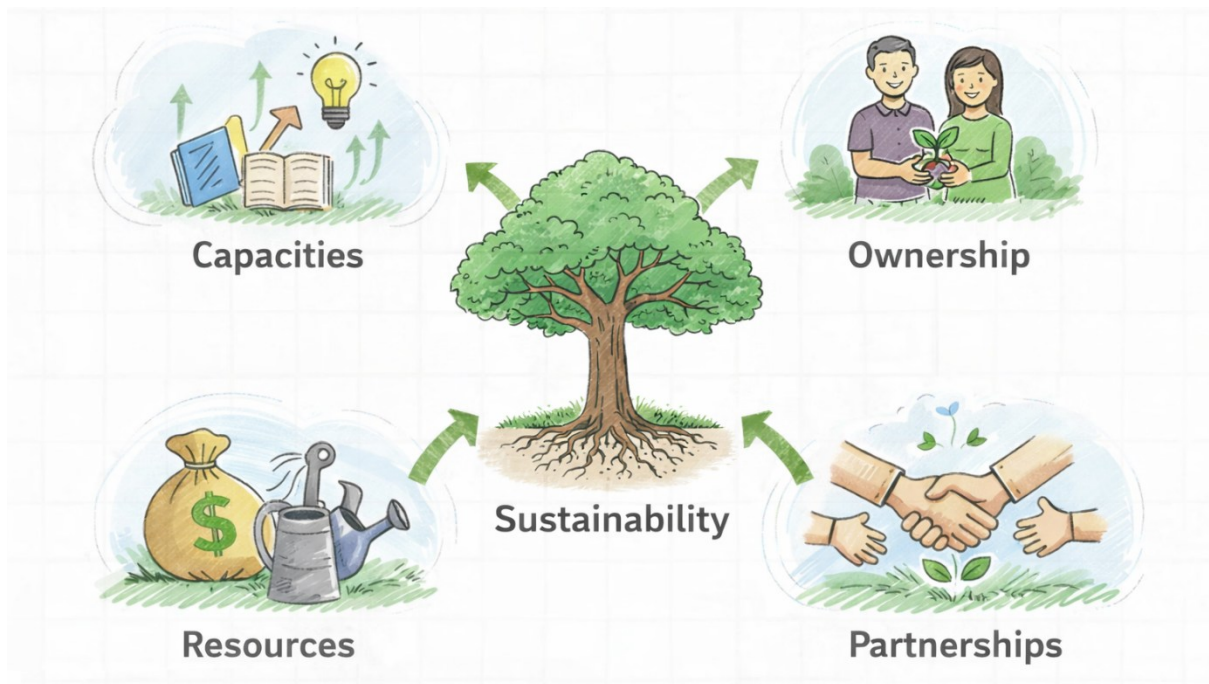 Capacities
Ownership
$
Sustainability
Resources
Partnerships